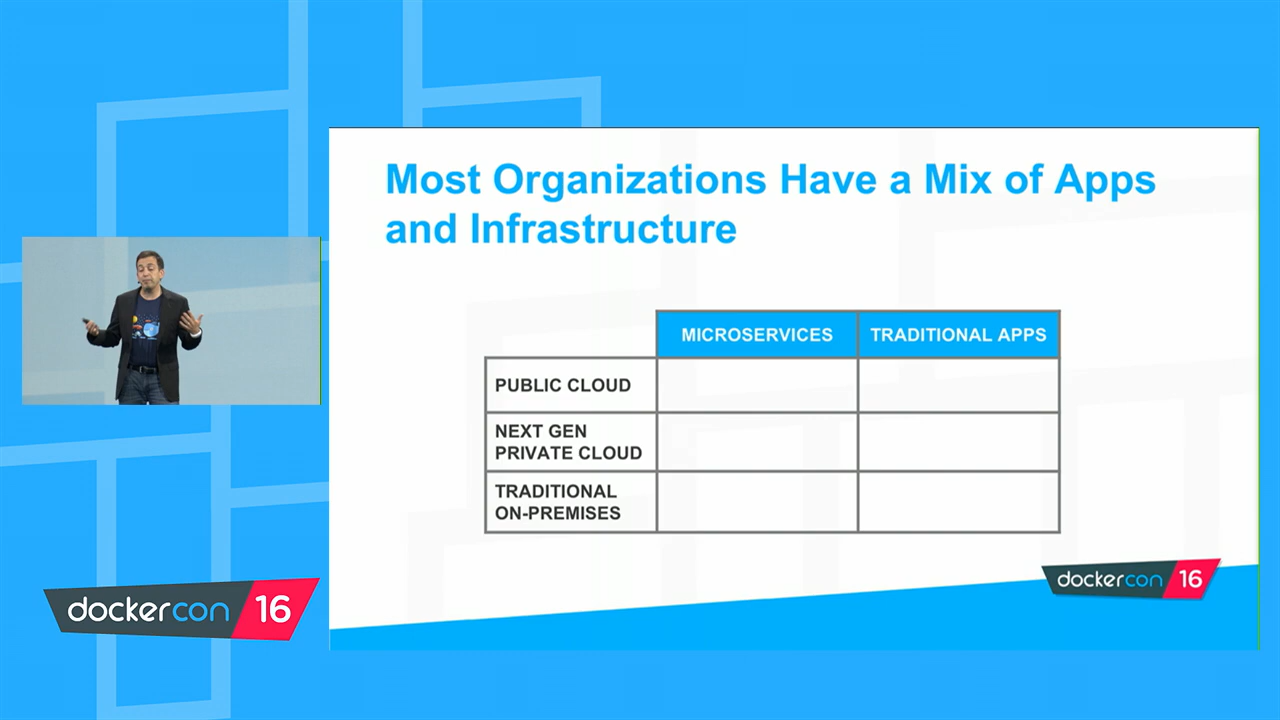 Most Organizations Have a Mix of Apps
and Infrastructure
MICROSERVICES
TRADITIONAL APPS
PUBLIC CLOUD
NEXT GEN
PRIVATE CLOUD
TRADITIONAL
ON-PREMISES
dockercon 16
dockercon 16